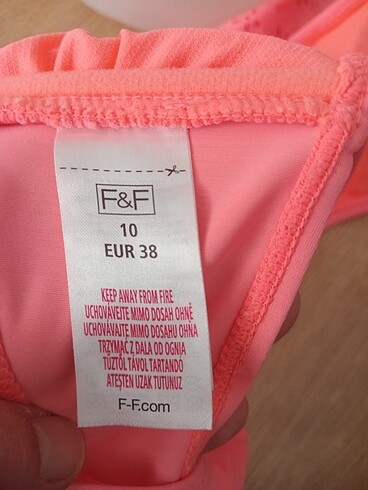 F&F
10
EUR 38
KEEP AWAY FROM FIRE
UCHOVÁVEJTE MIMO DOSAH OHNĚ
UCHOVÁVAJTE MIMO DOSAHU OHŇA
TRZYMAĆ Z DALA OD OGNIA
TŰZTŐL TÁVOL TARTANDÓ
ATEŞTEN UZAK TUTUNUZ
F-F.com